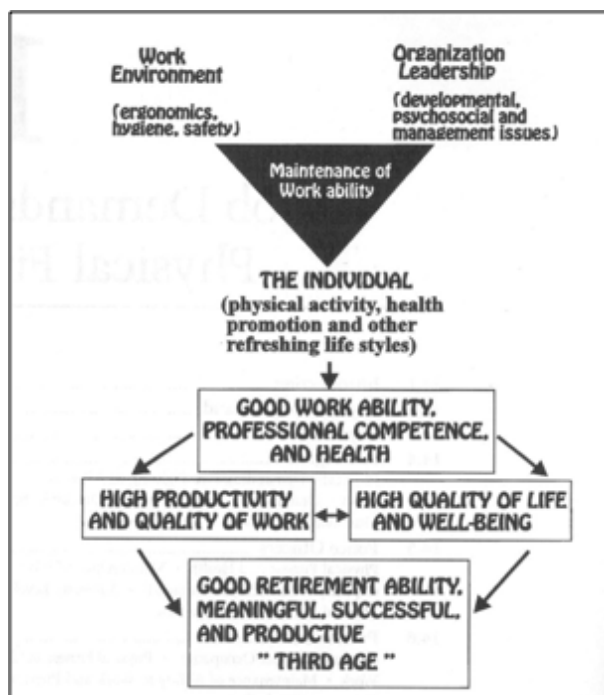 Work
Environment
(ergonomics,
hygiene, safety)
Organization
Leadership
(developmental,
psychosocial and
management issues)
Maintenance of
Work ability
THE INDIVIDUAL
(physical activity, health
promotion and other
refreshing life styles)
GOOD WORK ABILITY,
PROFESSIONAL COMPETENCE,
AND HEALTH
HIGH PRODUCTIVITY
AND QUALITY OF WORK
HIGH QUALITY OF LIFE
AND WELL-BEING
GOOD RETIREMENT ABILITY,
MEANINGFUL, SUCCESSFUL,
AND PRODUCTIVE
" THIRD AGE "